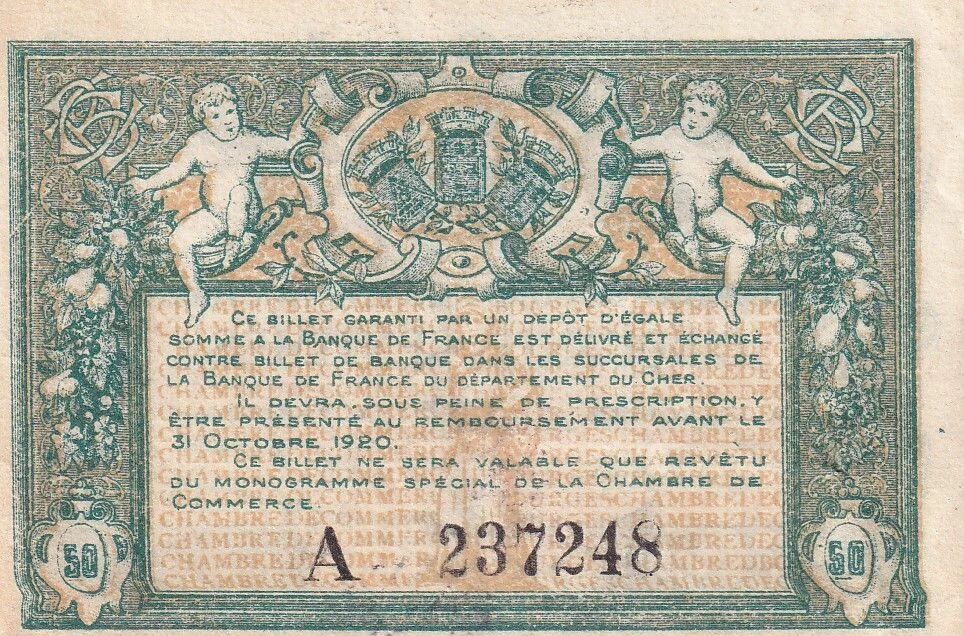 Ce billet garanti par un dépôt d'égale
somme a la Banque de France est délivré et échangé
contre billet de banque dans les succursales de
la Banque de France du département du Cher.
Il devra, sous peine de prescription, y
être présenté au remboursement avant le
31 Octobre 1920.
Ce billet ne sera valable que revêtu
du monogramme spécial de la Chambre de
Commerce.
A 237248
50 50